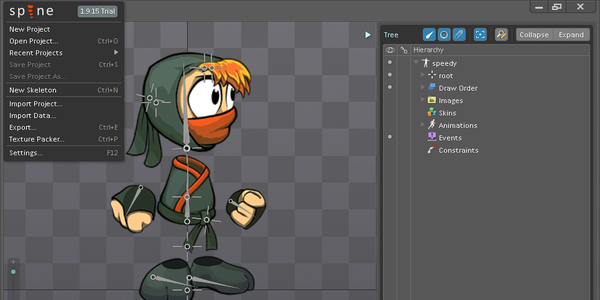 spine 1.9.15 Trial
New Project
Open Project... Ctrl+O
Recent Projects
Save Project Ctrl+S
Save Project As...
New Skeleton Ctrl+N
Import Project...
Import Data...
Export... Ctrl+E
Texture Packer... Ctrl+P
Settings... F12
Tree Collapse Expand
Hierarchy
speedy
root
Draw Order
Images
Skins
Animations
Events
Constraints